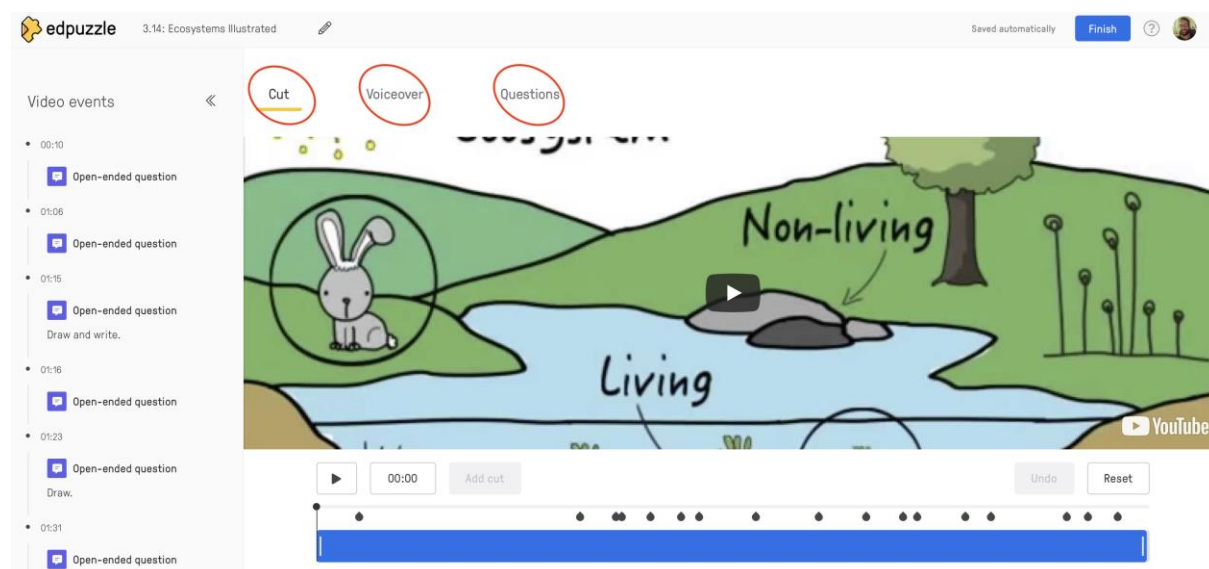 edpuzzle
3.14: Ecosystems Illustrated
Saved automatically
Finish
?
Video events
Cut
Voiceover
Questions
00:10
Open-ended question
01:06
Open-ended question
01:15
Open-ended question
Draw and write.
01:16
Open-ended question
01:23
Open-ended question
Draw.
01:31
Open-ended question
Ecosystem
Non-living
Living
YouTube
00:00
Add cut
Undo
Reset